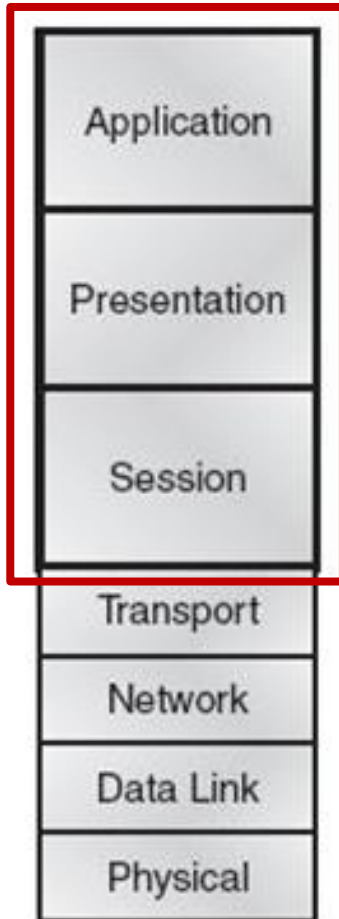 Application
Presentation
Session
Transport
Network
Data Link
Physical